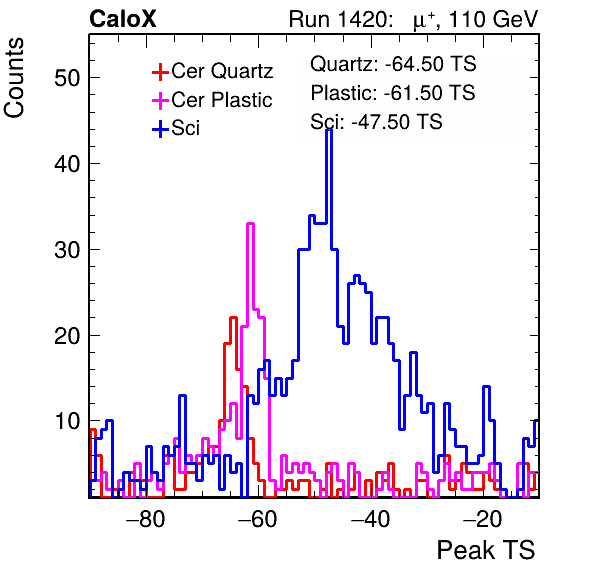 CaloX Run 1420: μ⁺, 110 GeV
Counts
Cer Quartz
Cer Plastic
Sci
Quartz: -64.50 TS
Plastic: -61.50 TS
Sci: -47.50 TS
50
40
30
20
10
−80 −60 −40 −20
Peak TS